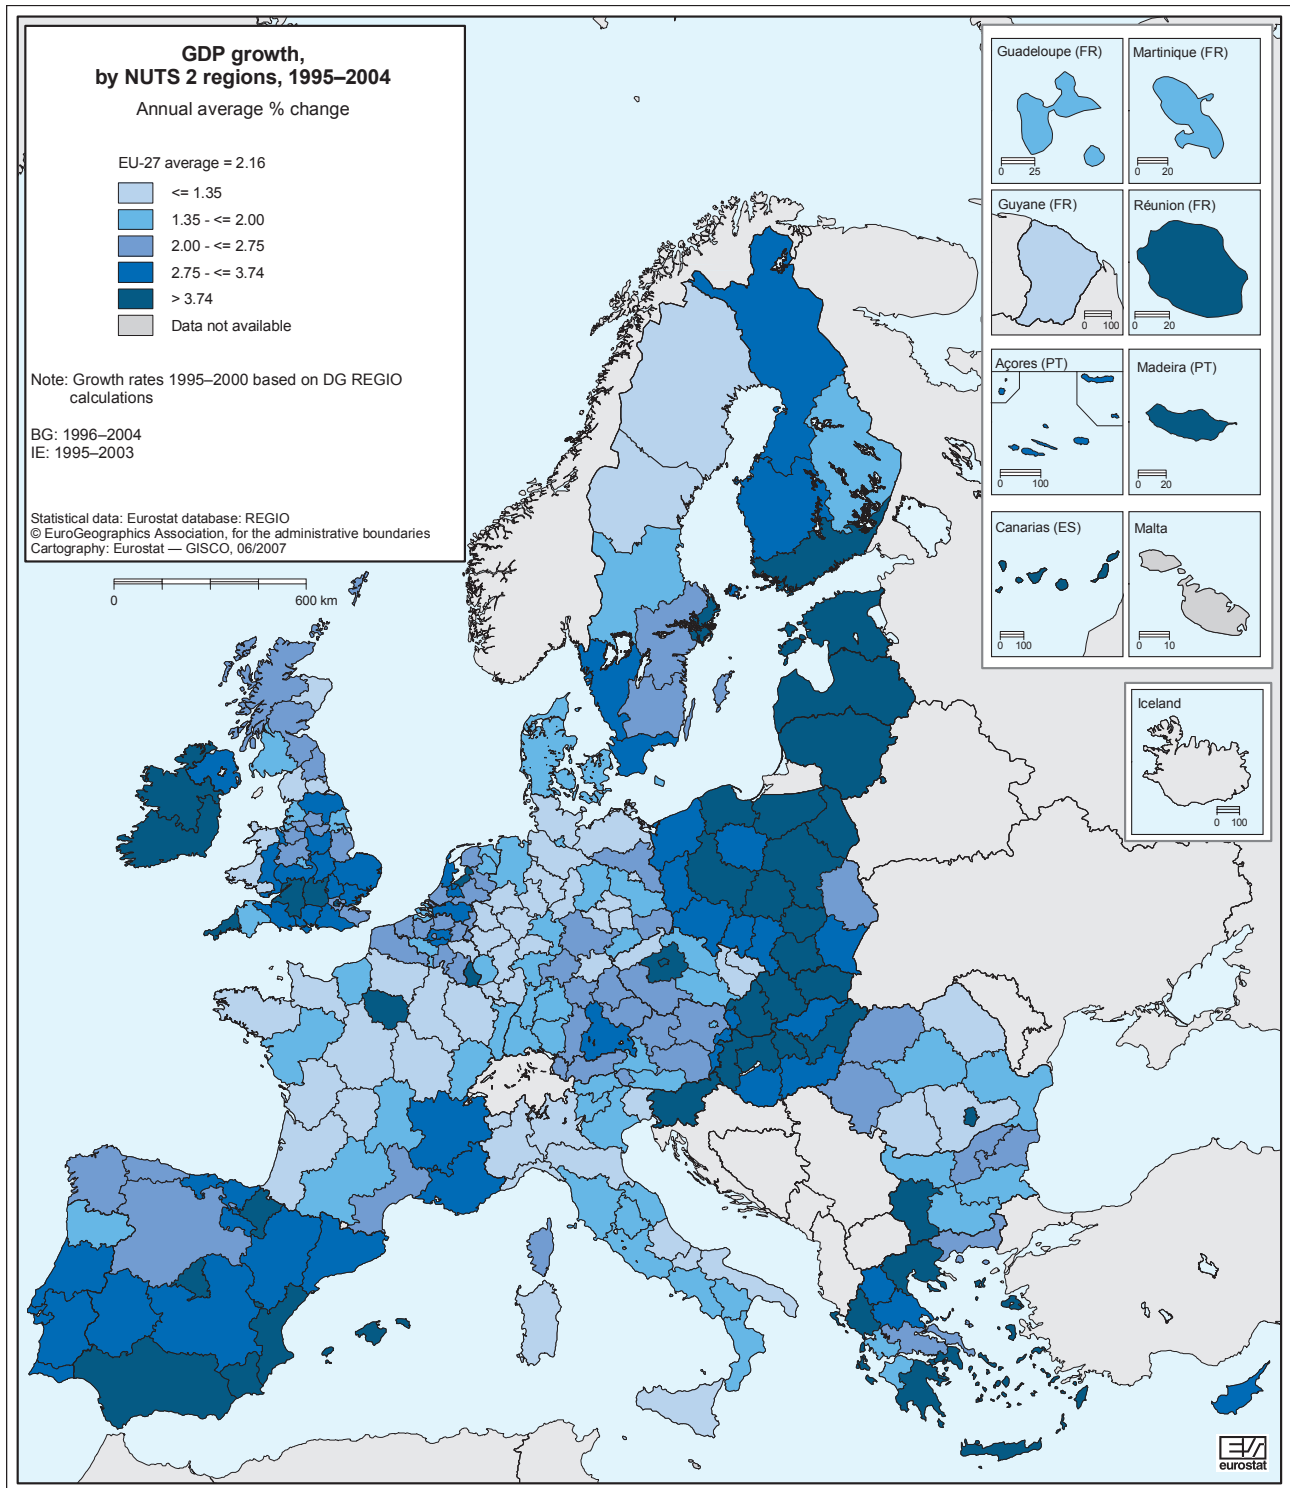 GDP growth,
by NUTS 2 regions, 1995–2004
Annual average % change
EU-27 average = 2.16
<= 1.35
1.35 - <= 2.00
2.00 - <= 2.75
2.75 - <= 3.74
> 3.74
Data not available
Note: Growth rates 1995–2000 based on DG REGIO
calculations
BG: 1996–2004
IE: 1995–2003
Statistical data: Eurostat database: REGIO
© EuroGeographics Association, for the administrative boundaries
Cartography: Eurostat — GISCO, 06/2007
0 600 km
Guadeloupe (FR)
0 25
Martinique (FR)
0 20
Guyane (FR)
0 100
Réunion (FR)
0 20
Açores (PT)
0 100
Madeira (PT)
0 20
Canarias (ES)
0 100
Malta
0 10
Iceland
0 100
eurostat